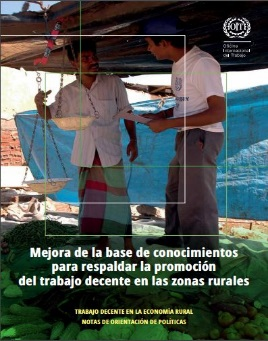 Oficina
Internacional
del Trabajo
Mejora de la base de conocimientos
para respaldar la promoción
del trabajo decente en las zonas rurales
TRABAJO DECENTE EN LA ECONOMÍA RURAL
NOTAS DE ORIENTACIÓN DE POLÍTICAS